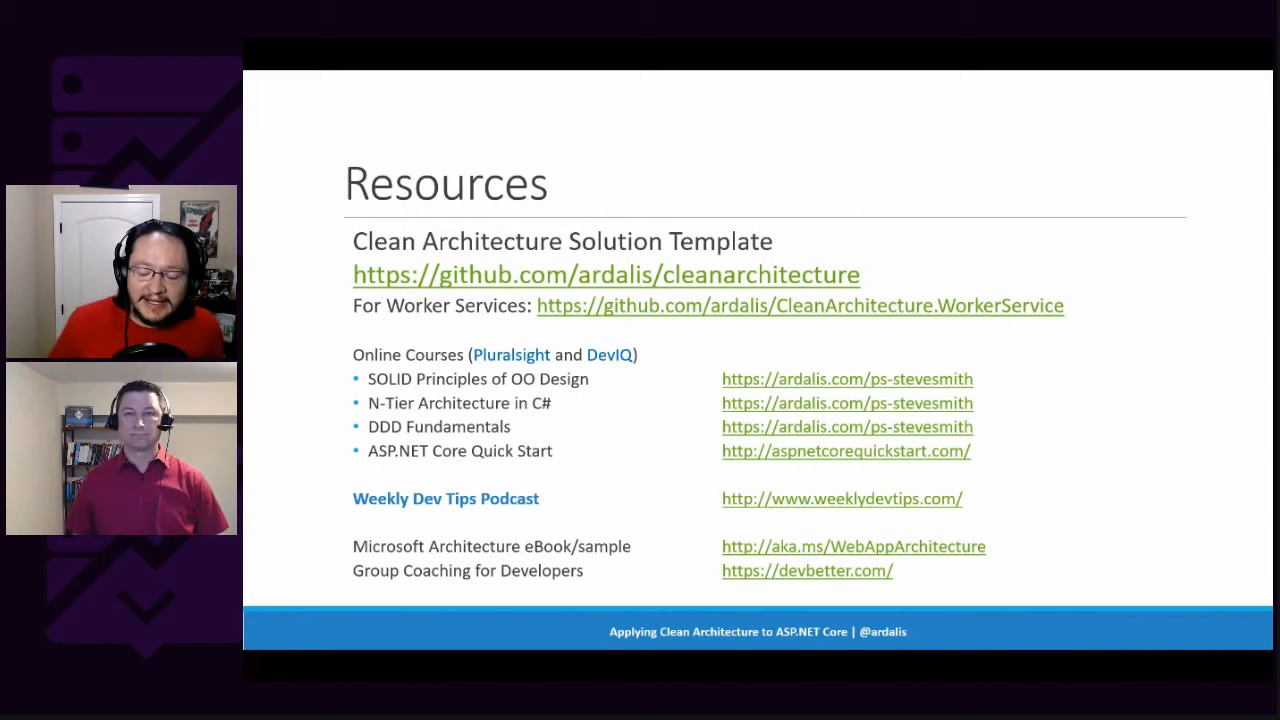 Resources
Clean Architecture Solution Template
https://github.com/ardalis/cleanarchitecture
For Worker Services: https://github.com/ardalis/CleanArchitecture.WorkerService
Online Courses (Pluralsight and DevIQ)
• SOLID Principles of OO Design https://ardalis.com/ps-stevesmith
• N-Tier Architecture in C# https://ardalis.com/ps-stevesmith
• DDD Fundamentals https://ardalis.com/ps-stevesmith
• ASP.NET Core Quick Start http://aspnetcorequickstart.com/
Weekly Dev Tips Podcast http://www.weeklydevtips.com/
Microsoft Architecture eBook/sample http://aka.ms/WebAppArchitecture
Group Coaching for Developers https://devbetter.com/
Applying Clean Architecture to ASP.NET Core | @ardalis